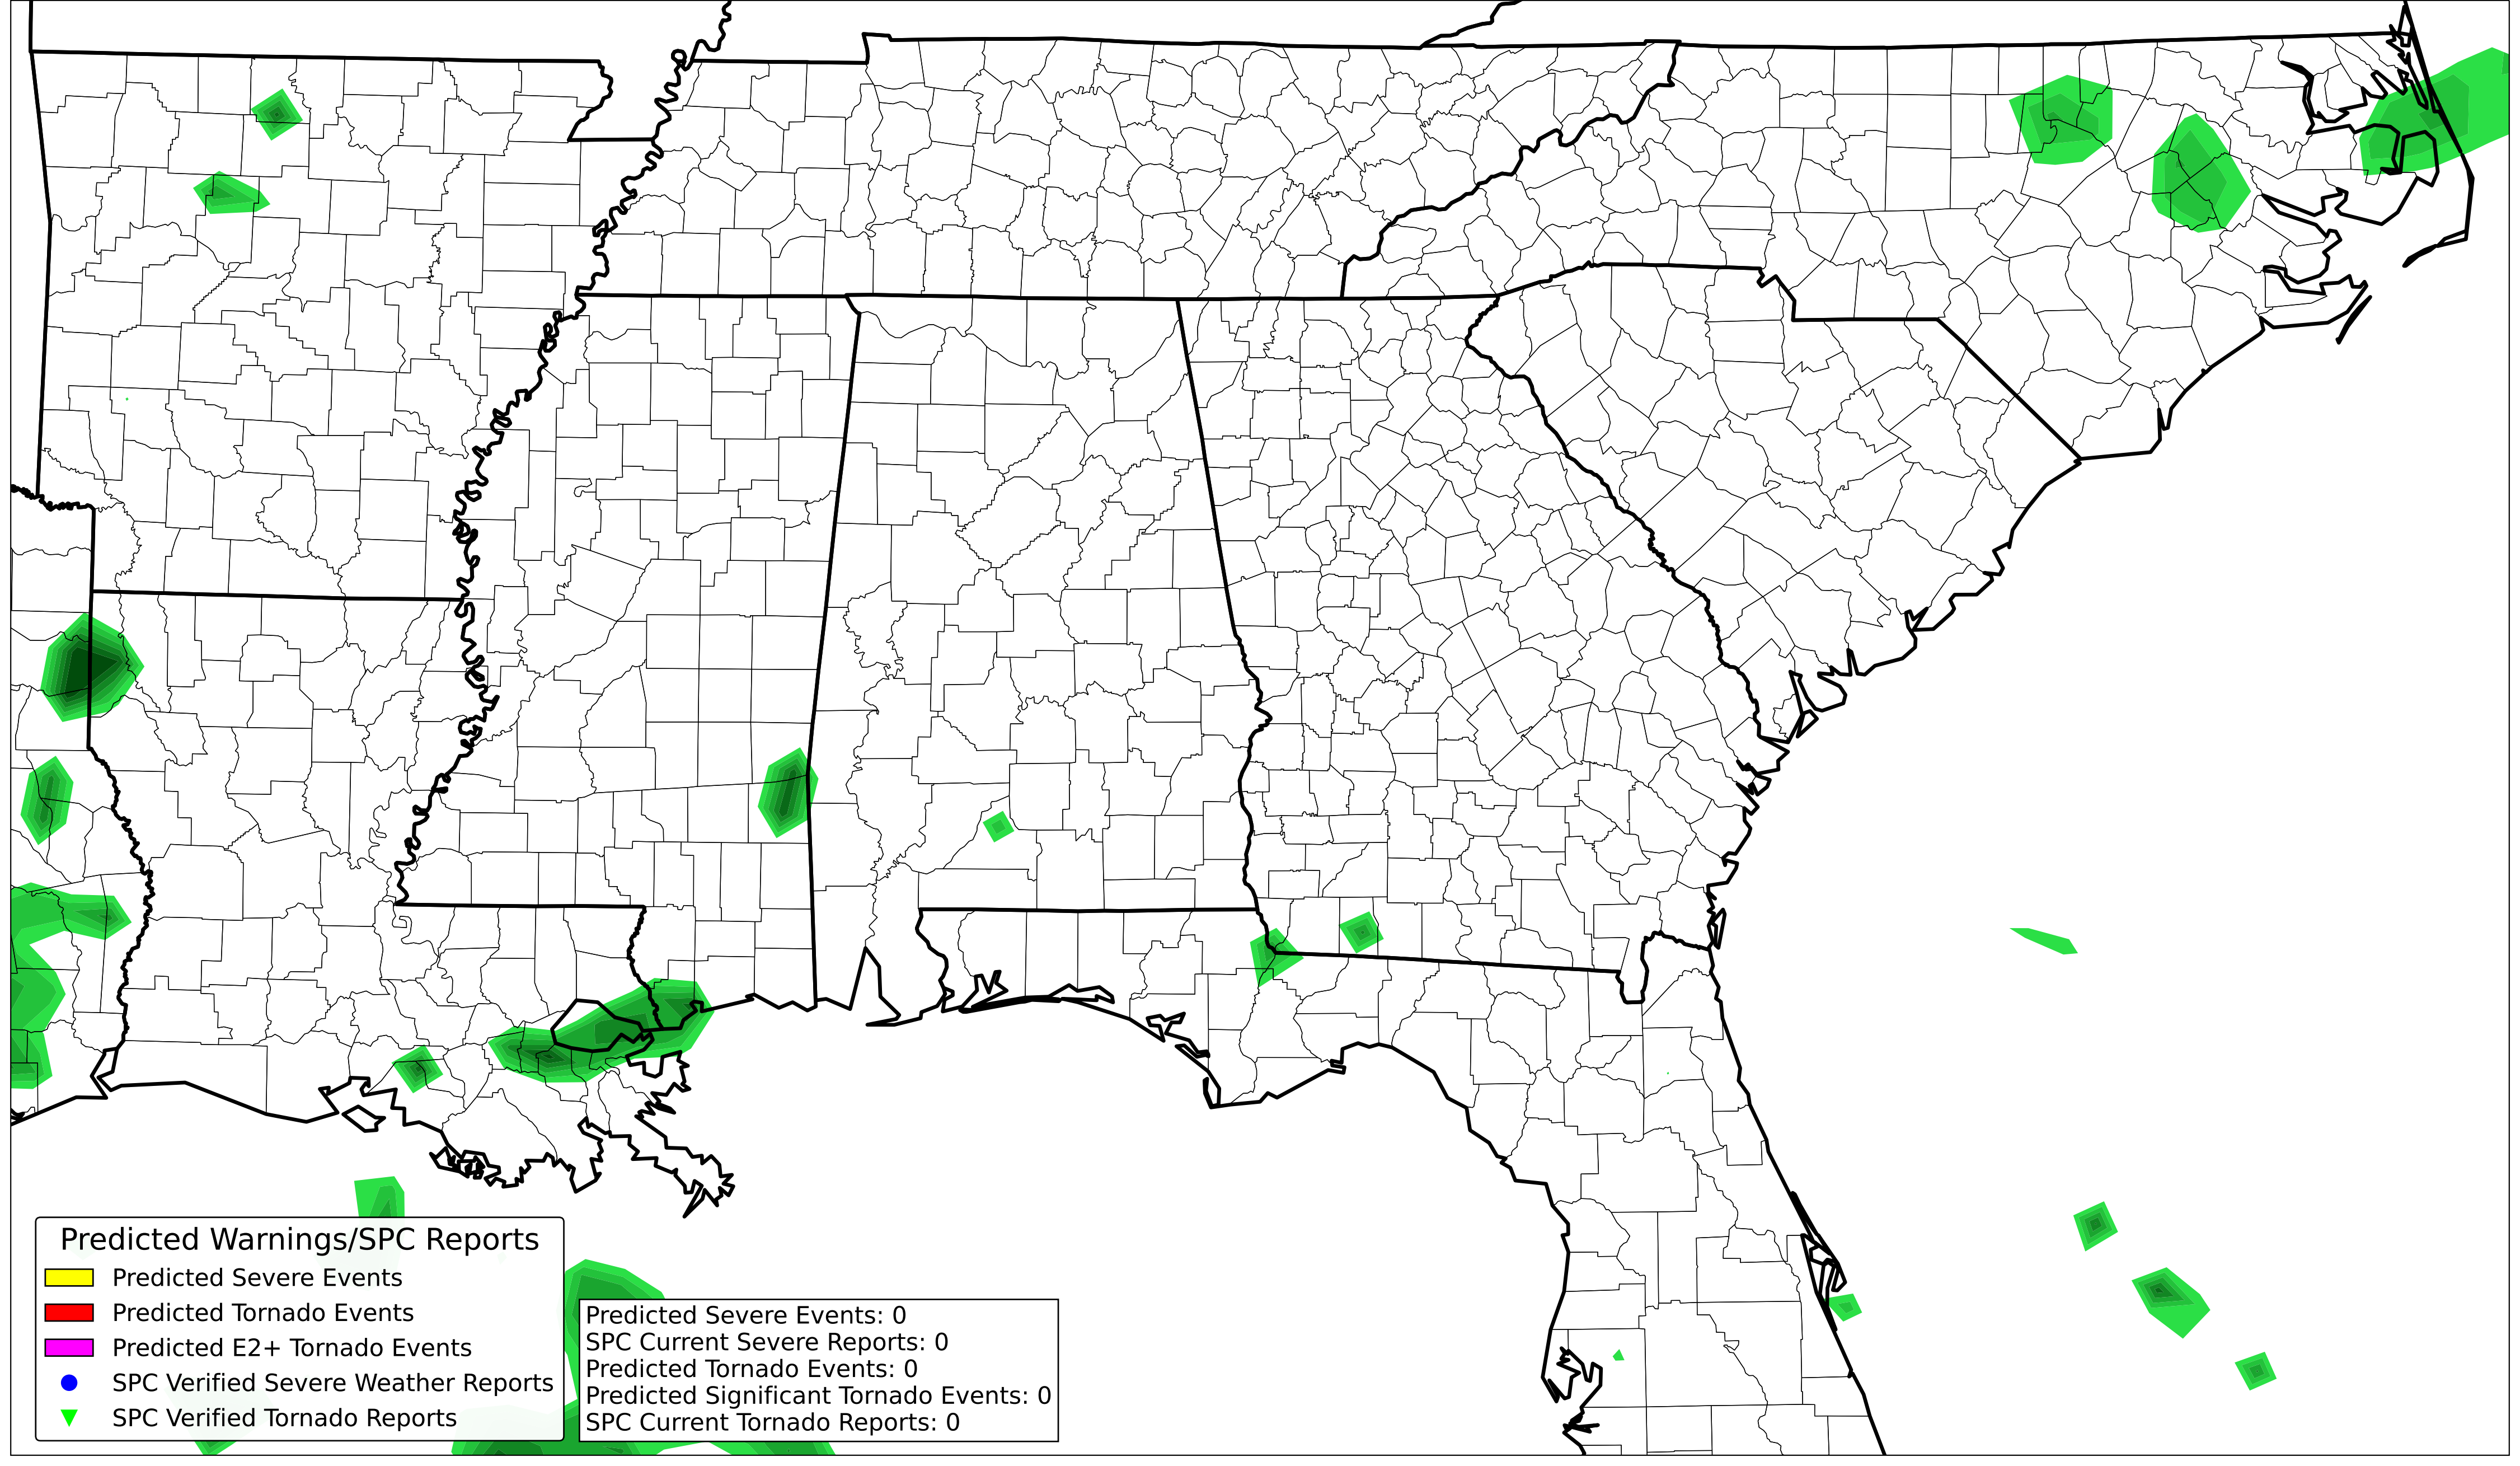 Predicted Warnings/SPC Reports
Predicted Severe Events
Predicted Tornado Events
Predicted E2+ Tornado Events
SPC Verified Severe Weather Reports
SPC Verified Tornado Reports
Predicted Severe Events: 0
SPC Current Severe Reports: 0
Predicted Tornado Events: 0
Predicted Significant Tornado Events: 0
SPC Current Tornado Reports: 0